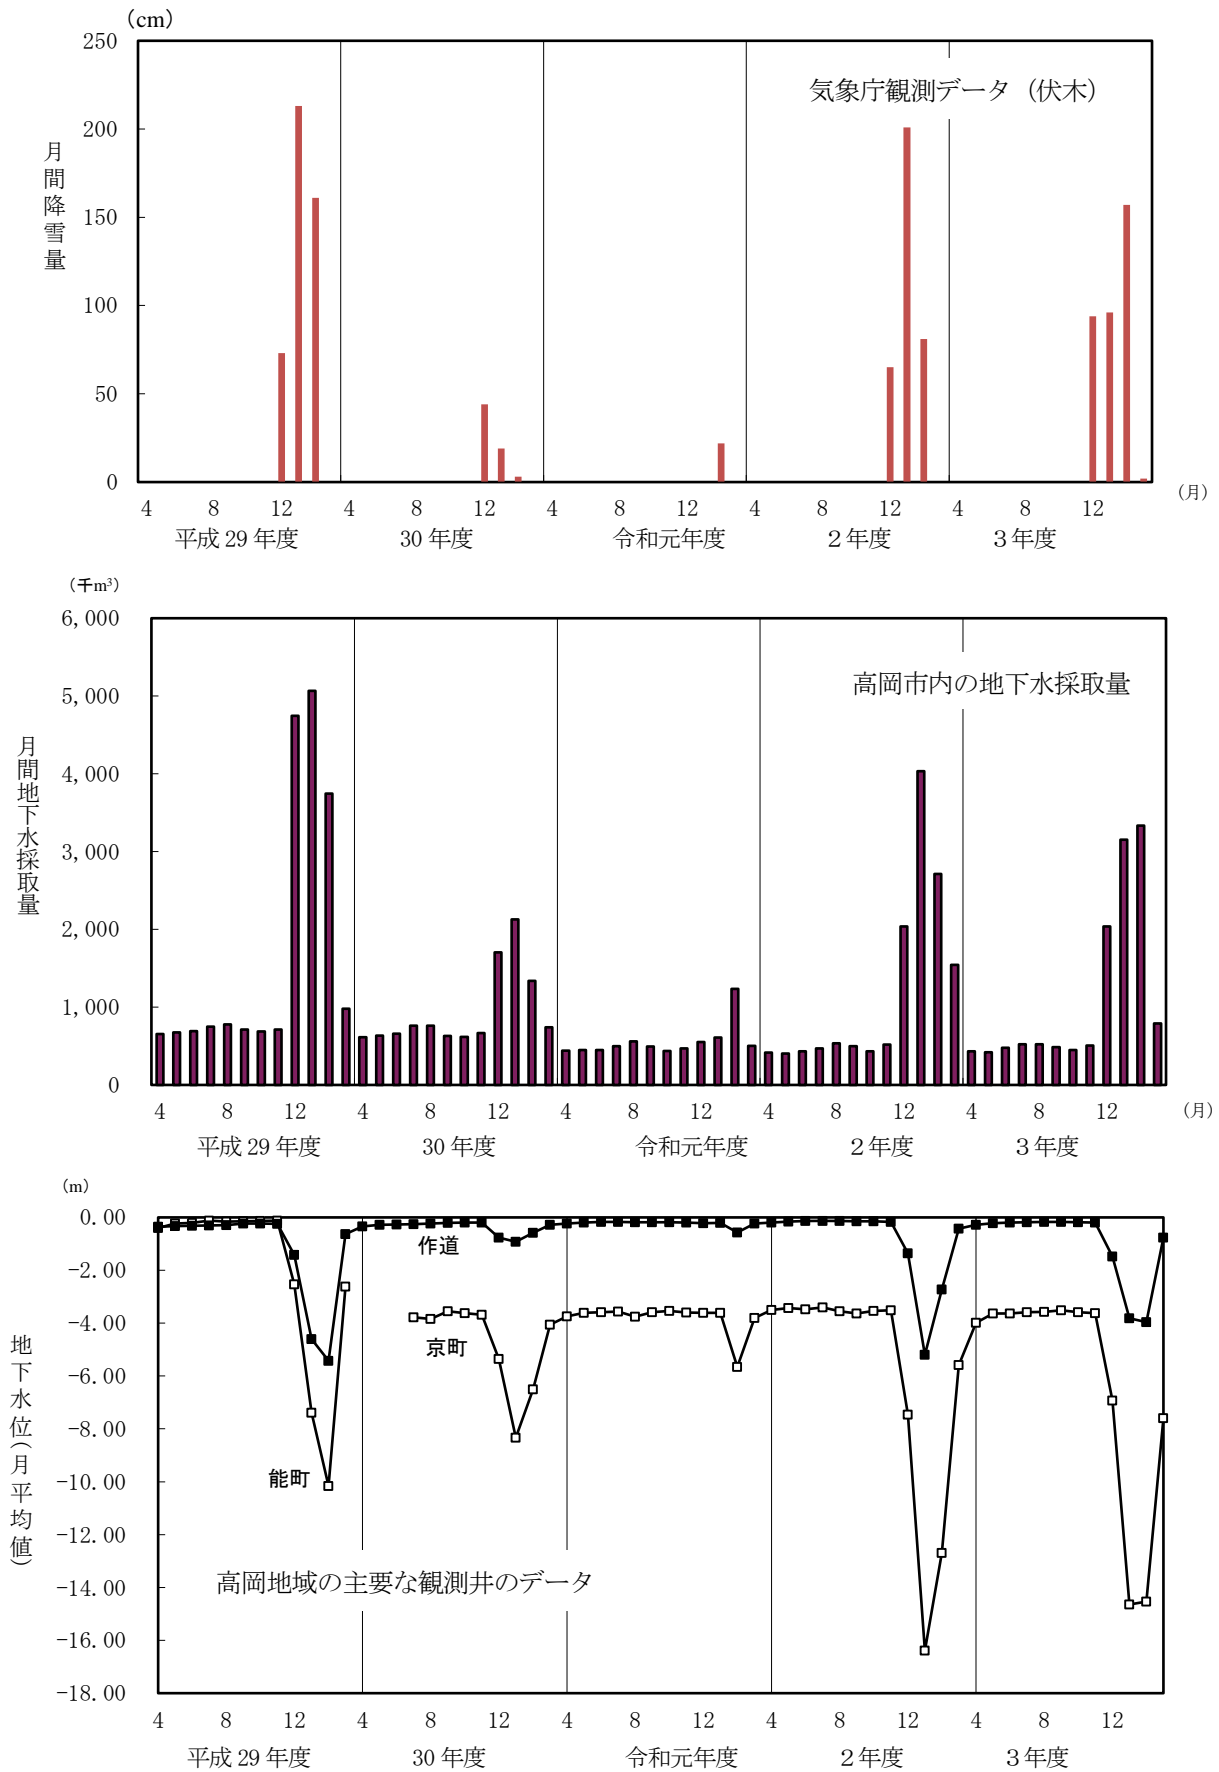 (cm)
250
気象庁観測データ（伏木）
200
月間降雪量
150
100
50
0
4 8 12 4 8 12 4 8 12 4 8 12 4 8 12 (月)
平成 29 年度 30 年度 令和元年度 ２年度 ３年度
(千m³)
6,000
高岡市内の地下水採取量
5,000
月間地下水採取量
4,000
3,000
2,000
1,000
0
4 8 12 4 8 12 4 8 12 4 8 12 4 8 12 (月)
平成 29 年度 30 年度 令和元年度 ２年度 ３年度
(m)
0.00
作道
-2.00
-4.00
京町
地下水位(月平均値)
-6.00
-8.00
能町
-10.00
-12.00
高岡地域の主要な観測井のデータ
-14.00
-16.00
-18.00
4 8 12 4 8 12 4 8 12 4 8 12 4 8 12
平成 29 年度 30 年度 令和元年度 ２年度 ３年度